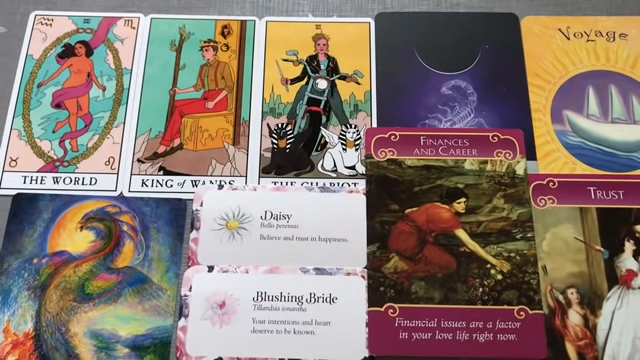 III
THE WORLD
KING of WANDS
THE CHARIOT
Voyage
FINANCES
AND CAREER
Financial issues are a factor
in your love life right now.
TRUST
Daisy
Bellis perennis
Believe and trust in happiness.
Blushing Bride
Tillandsia ionantha
Your intentions and heart
deserve to be known.